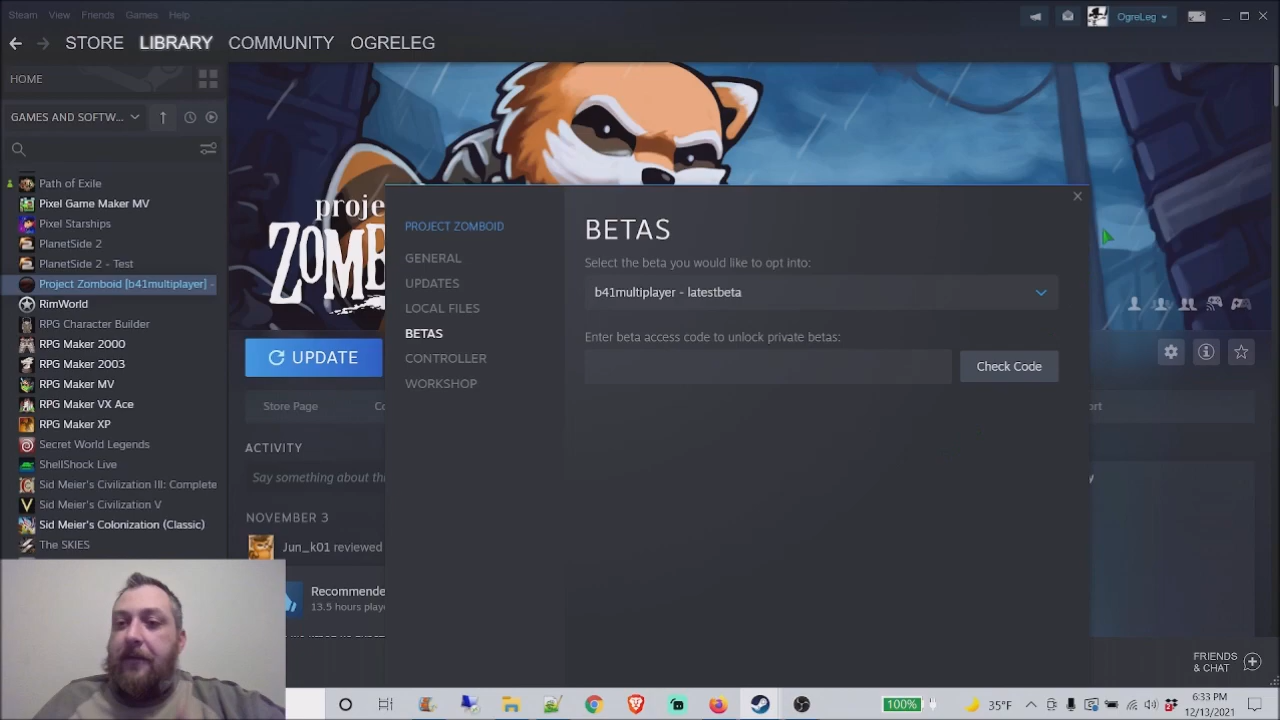 Steam View Friends Games Help
OgreLeg
STORE LIBRARY COMMUNITY OGRELEG
HOME
GAMES AND SOFTW...
Path of Exile
Pixel Game Maker MV
Pixel Starships
PlanetSide 2
PlanetSide 2 - Test
Project Zomboid [b41multiplayer] -
RimWorld
RPG Character Builder
RPG Maker 2000
RPG Maker 2003
RPG Maker MV
RPG Maker VX Ace
RPG Maker XP
Secret World Legends
ShellShock Live
Sid Meier's Civilization III: Complete
Sid Meier's Civilization V
Sid Meier's Colonization (Classic)
The SKIES
proje
ZOMB
UPDATE
Store Page
Co
ort
ACTIVITY
Say something about thi
y
NOVEMBER 3
Jun_k01 reviewed
Recommende
13.5 hours playe
PROJECT ZOMBOID
GENERAL
UPDATES
LOCAL FILES
BETAS
CONTROLLER
WORKSHOP
BETAS
Select the beta you would like to opt into:
b41multiplayer - latestbeta
Enter beta access code to unlock private betas:
Check Code
FRIENDS
& CHAT
100%
35°F
6:33 PM
12/13/2021